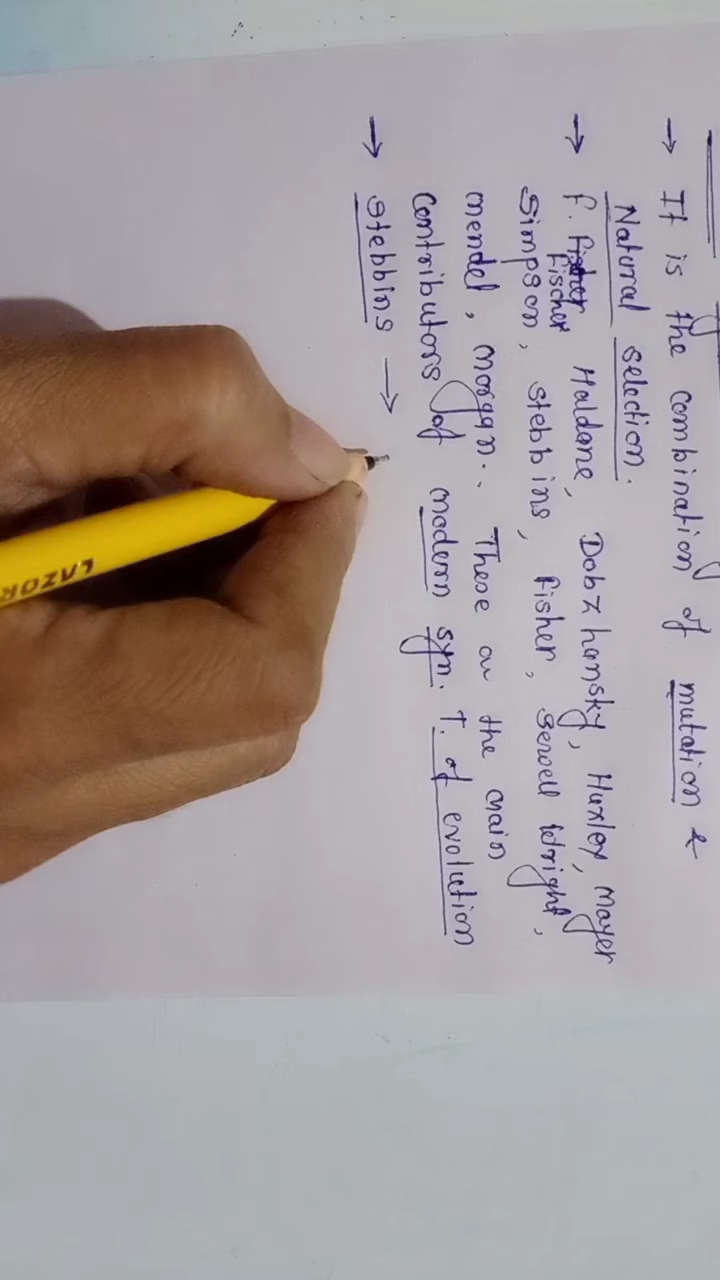 → It is the combination of mutation &
Natural selection.
→ F. Fischer Haldane, Dobzhansky, Huxley, Mayer
Simpson, stebbins, Fisher, Sewell Wright,
mendel, Morgan. These are the main
Contributors of modern syn. T. of evolution
→ Stebbins →
LAZOR